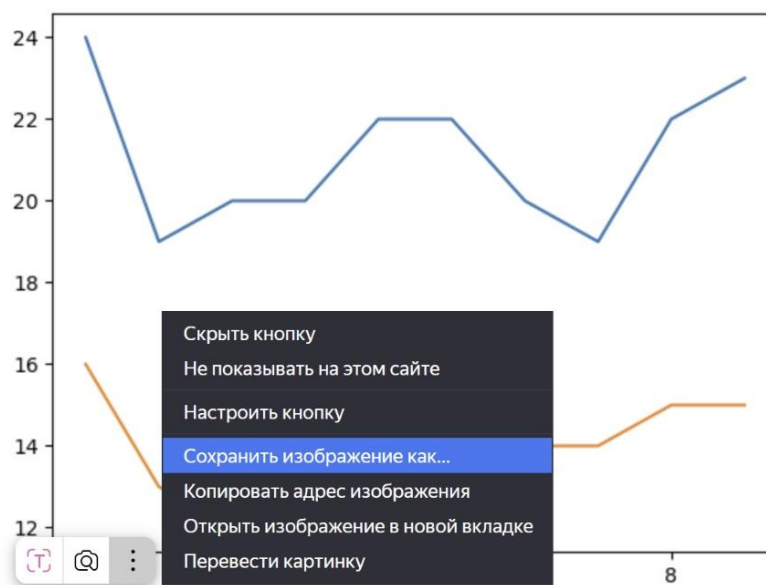 24
22
20
18
16
14
12
8
Скрыть кнопку
Не показывать на этом сайте
Настроить кнопку
Сохранить изображение как...
Копировать адрес изображения
Открыть изображение в новой вкладке
Перевести картинку
T